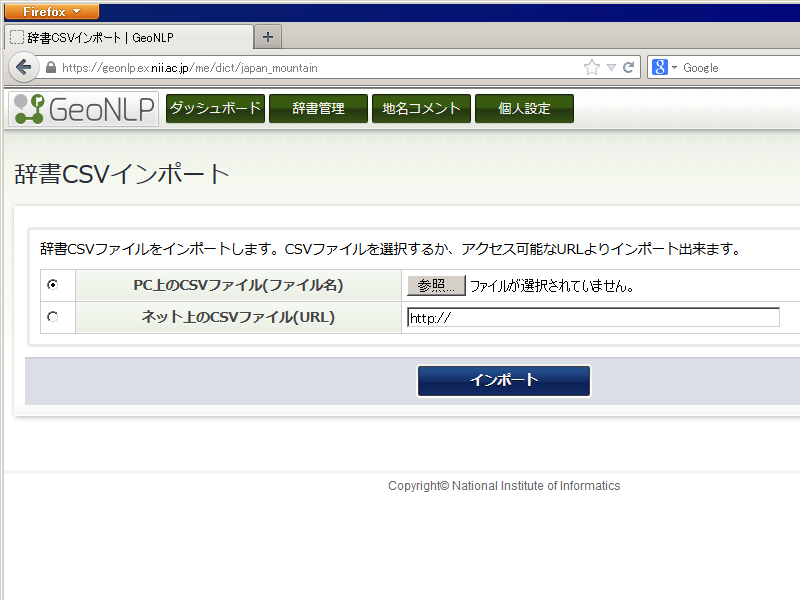 Firefox
辞書CSVインポート | GeoNLP
https://geonlp.ex.nii.ac.jp/me/dict/japan_mountain
Google
GeoNLP ダッシュボード 辞書管理 地名コメント 個人設定
辞書CSVインポート
辞書CSVファイルをインポートします。CSVファイルを選択するか、アクセス可能なURLよりインポート出来ます。
PC上のCSVファイル(ファイル名) 参照... ファイルが選択されていません。
ネット上のCSVファイル(URL) http://
インポート
Copyright© National Institute of Informatics